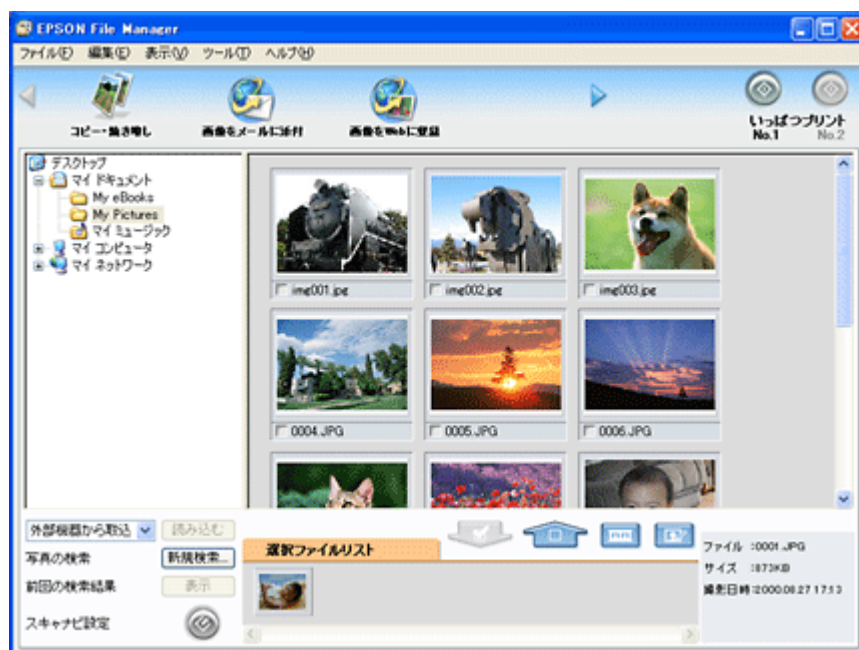 EPSON File Manager
ファイル(F) 編集(E) 表示(V) ツール(T) ヘルプ(H)
コピー・焼き増し 画像をメールに添付 画像をWebに登録 いっぱつプリント
No.1 No.2
デスクトップ
マイ ドキュメント
My eBooks
My Pictures
マイ ミュージック
マイ コンピュータ
マイ ネットワーク
img001.jpg img002.jpg img003.jpg
0004.JPG 0005.JPG 0006.JPG
外部機器から取込 読み込む
写真の検索 新規検索...
前回の検索結果 表示
スキャナビ設定
選択ファイルリスト
ファイル :0001.JPG
サイズ :873KB
撮影日時:2000.08.27 17:13